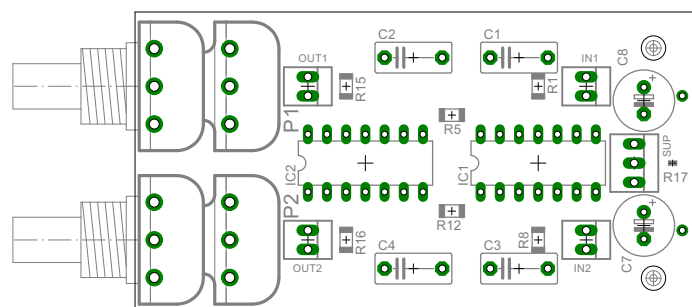 C2
C1
C8
OUT1
IN1
R15
R1
+
P1
R5
IC2
IC1
SUP
R17
P2
R12
+
R16
R8
OUT2
C4
C3
IN2
C7